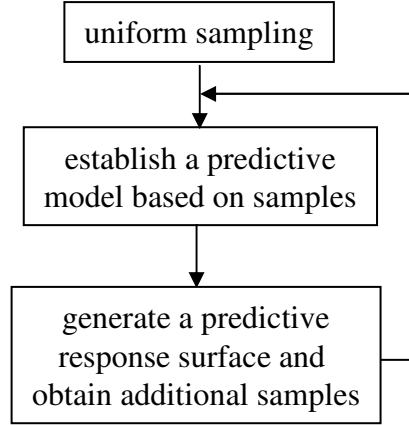 uniform sampling
establish a predictive
model based on samples
generate a predictive
response surface and
obtain additional samples